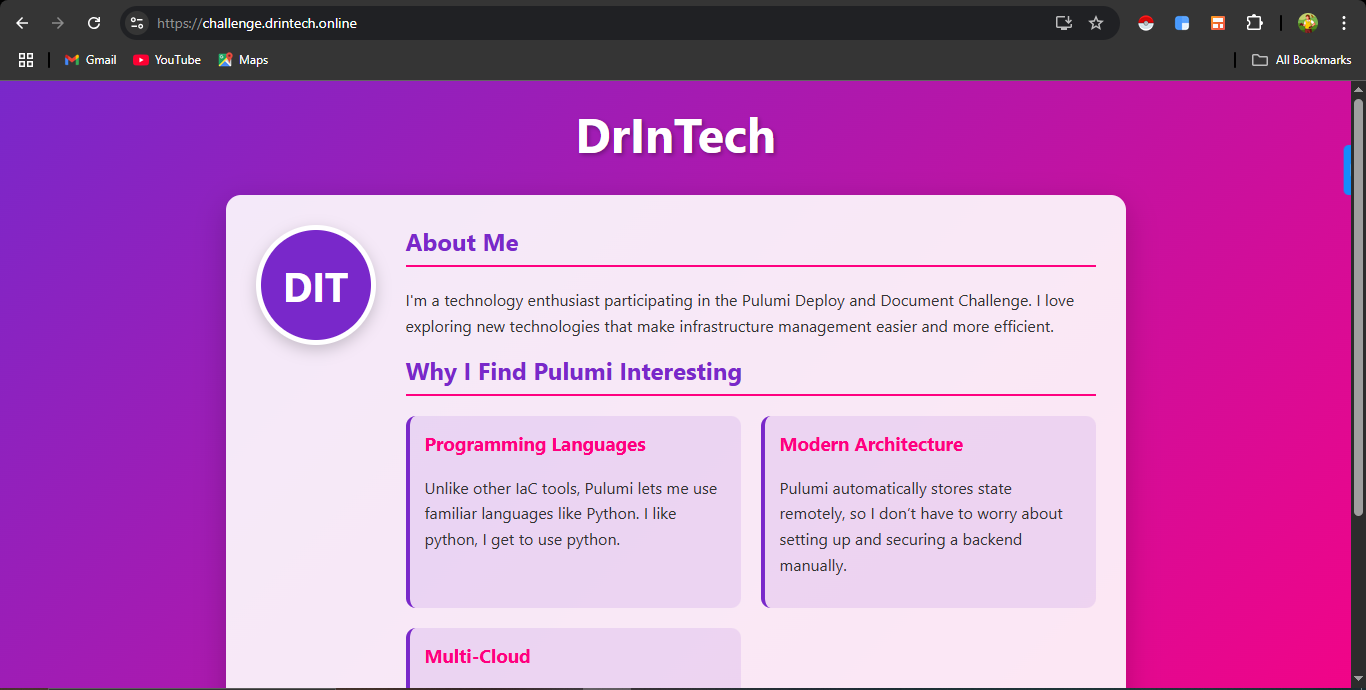 https://challenge.drintech.online
Gmail
YouTube
Maps
All Bookmarks
DrInTech
DIT
About Me
I'm a technology enthusiast participating in the Pulumi Deploy and Document Challenge. I love
exploring new technologies that make infrastructure management easier and more efficient.
Why I Find Pulumi Interesting
Programming Languages
Unlike other IaC tools, Pulumi lets me use
familiar languages like Python. I like
python, I get to use python.
Modern Architecture
Pulumi automatically stores state
remotely, so I don't have to worry about
setting up and securing a backend
manually.
Multi-Cloud